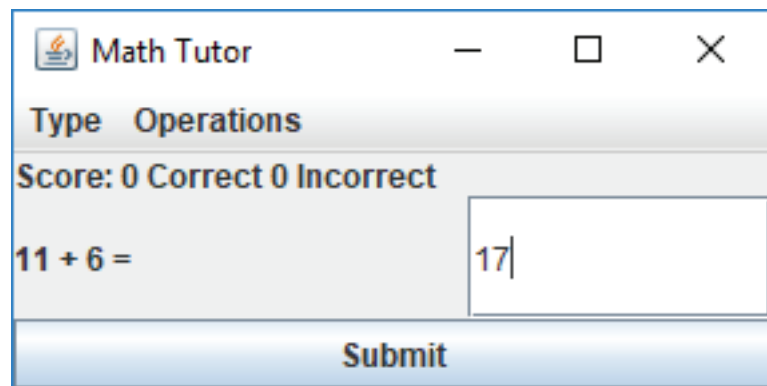 Math Tutor
Type Operations
Score: 0 Correct 0 Incorrect
11 + 6 = 17
Submit